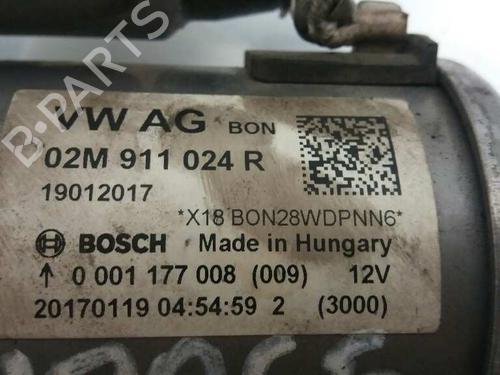 VW AG BON
02M 911 024 R
19012017
*X18 BON28WDPNN6*
BOSCH Made in Hungary
↑ 0 001 177 008 (009) 12V
20170119 04:54:59 2 (3000)
B-PARTS